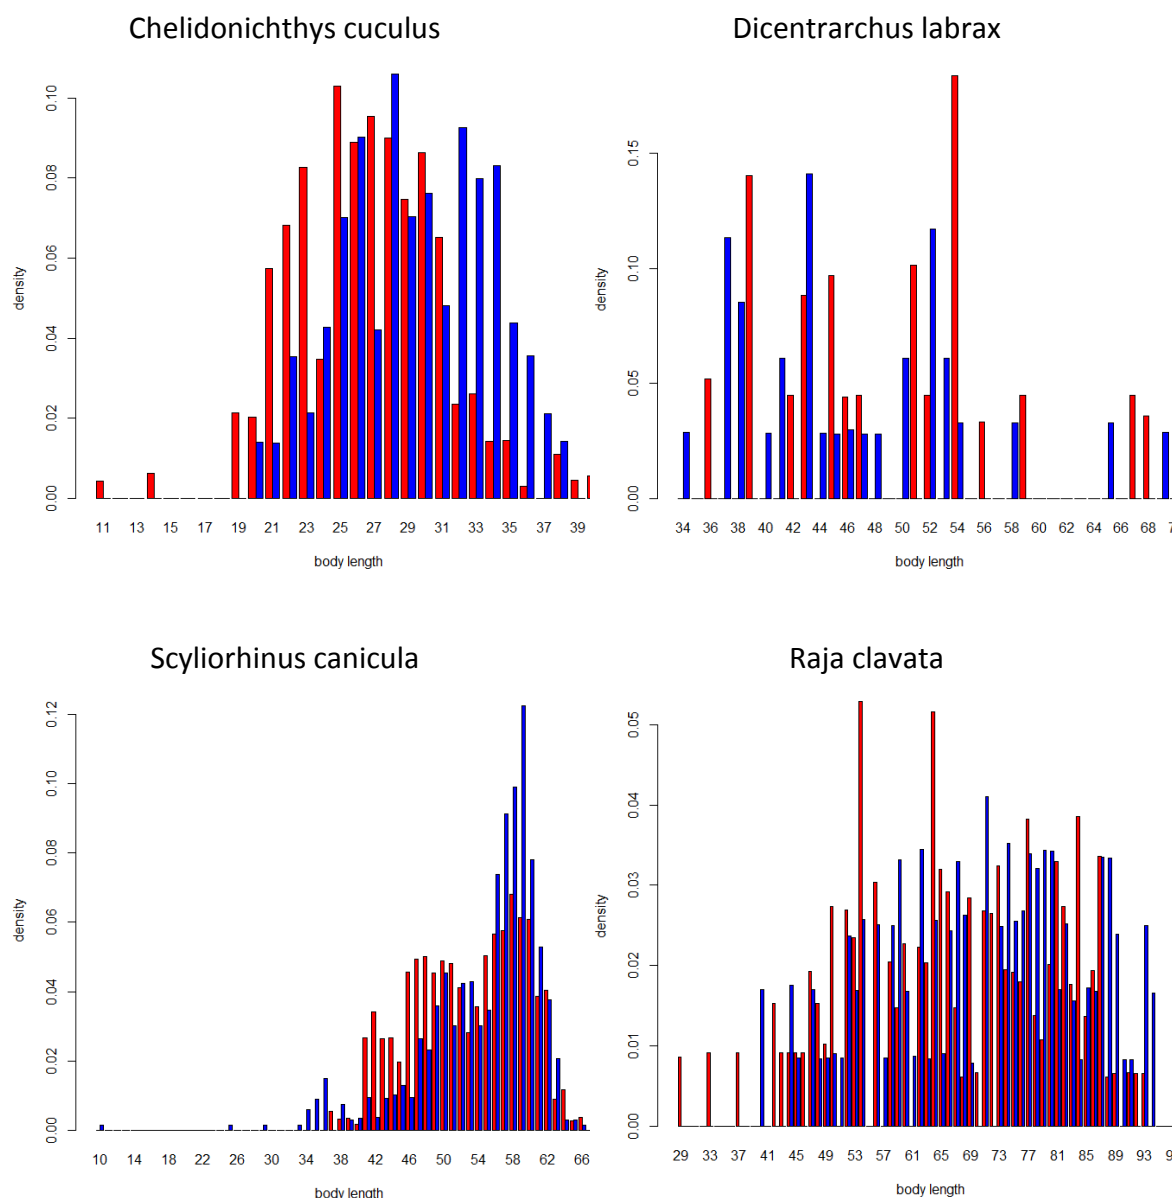 Chelidonichthys cuculus
Dicentrarchus labrax
0.00 0.02 0.04 0.06 0.08 0.10
density
11 13 15 17 19 21 23 25 27 29 31 33 35 37 39
body length
0.00 0.05 0.10 0.15
density
34 36 38 40 42 44 46 48 50 52 54 56 58 60 62 64 66 68 7
body length
Scyliorhinus canicula
Raja clavata
0.00 0.02 0.04 0.06 0.08 0.10 0.12
density
10 14 18 22 26 30 34 38 42 46 50 54 58 62 66
body length
0.00 0.01 0.02 0.03 0.04 0.05
density
29 33 37 41 45 49 53 57 61 65 69 73 77 81 85 89 93 9
body length